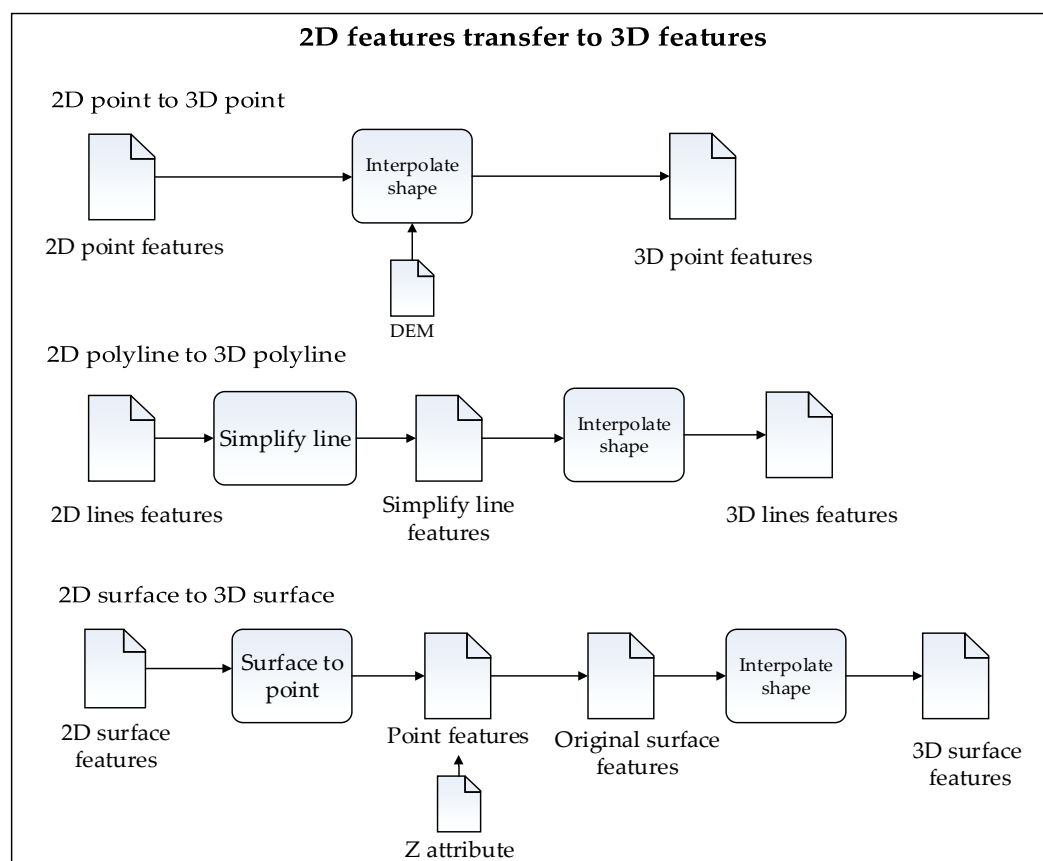 2D features transfer to 3D features
2D point to 3D point
Interpolate
shape
2D point features
3D point features
DEM
2D polyline to 3D polyline
Simplify line
Interpolate
shape
2D lines features
Simplify line
features
3D lines features
2D surface to 3D surface
Surface to
point
Interpolate
shape
2D surface
features
Point features
Original surface
features
3D surface
features
Z attribute